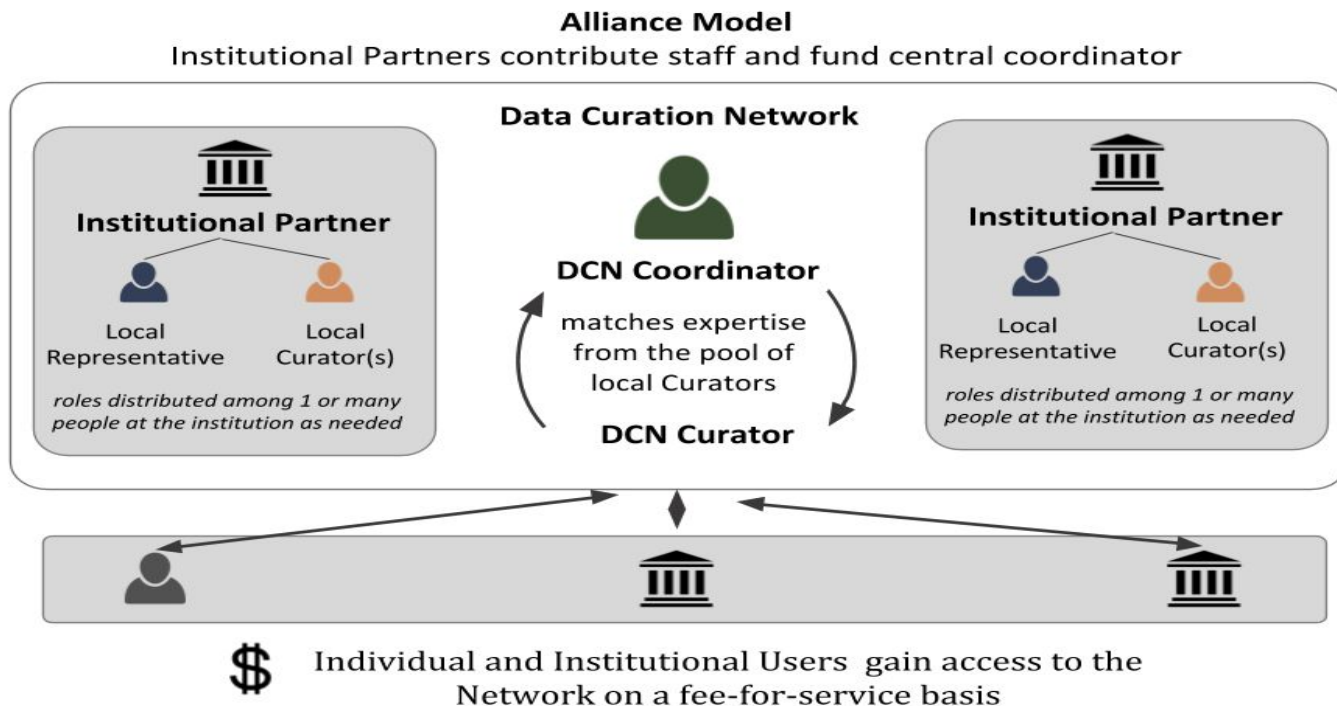 Alliance Model
Institutional Partners contribute staff and fund central coordinator
Data Curation Network
Institutional Partner
Local
Representative
Local
Curator(s)
roles distributed among 1 or many
people at the institution as needed
DCN Coordinator
matches expertise
from the pool of
local Curators
DCN Curator
Institutional Partner
Local
Representative
Local
Curator(s)
roles distributed among 1 or many
people at the institution as needed
$ Individual and Institutional Users gain access to the
Network on a fee-for-service basis